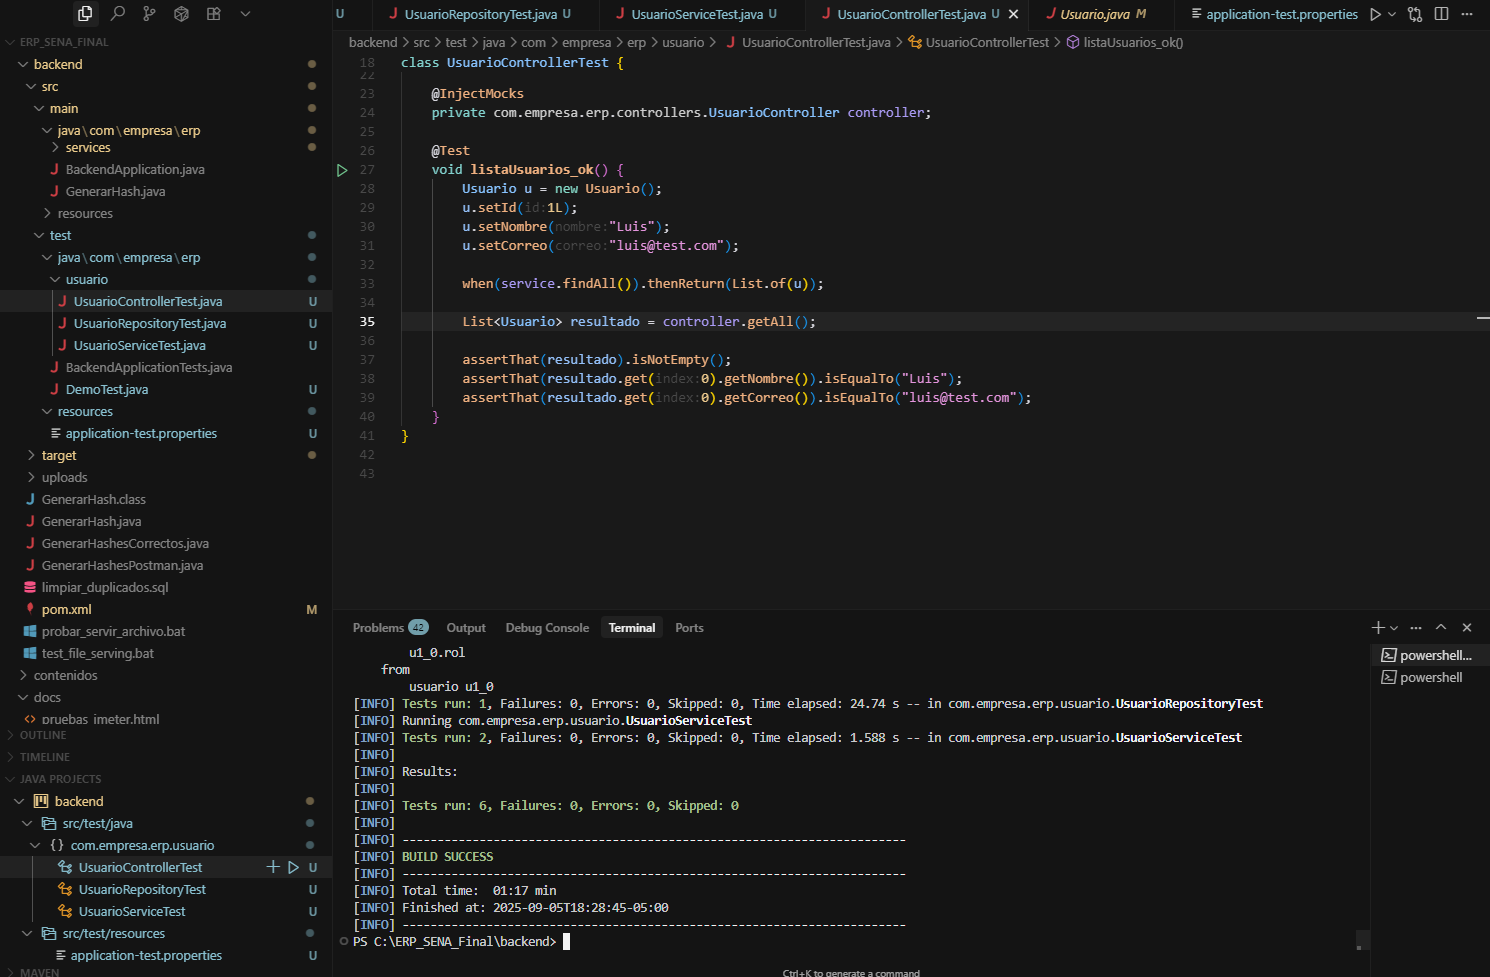 U
UsuarioRepositoryTest.java U
UsuarioServiceTest.java U
UsuarioControllerTest.java U
Usuario.java M
application-test.properties
ERP_SENA_FINAL
backend
src
main
java\com\empresa\erp
services
BackendApplication.java
GenerarHash.java
resources
test
java\com\empresa\erp
usuario
UsuarioControllerTest.java U
UsuarioRepositoryTest.java U
UsuarioServiceTest.java U
BackendApplicationTests.java
DemoTest.java U
resources
application-test.properties U
target
uploads
GenerarHash.class
GenerarHash.java
GenerarHashesCorrectos.java
GenerarHashesPostman.java
limpiar_duplicados.sql
pom.xml M
probar_servir_archivo.bat
test_file_serving.bat
contenidos
docs
pruebas_jmeter.html
OUTLINE
TIMELINE
JAVA PROJECTS
backend
src/test/java
{} com.empresa.erp.usuario
UsuarioControllerTest U
UsuarioRepositoryTest U
UsuarioServiceTest U
src/test/resources
application-test.properties U
MAVEN
backend > src > test > java > com > empresa > erp > usuario > UsuarioControllerTest.java > UsuarioControllerTest > listaUsuarios_ok()
18 class UsuarioControllerTest {
22
23 @InjectMocks
24 private com.empresa.erp.controllers.UsuarioController controller;
25
26 @Test
27 void listaUsuarios_ok() {
28 Usuario u = new Usuario();
29 u.setId(id:1L);
30 u.setNombre(nombre:"Luis");
31 u.setCorreo(correo:"luis@test.com");
32
33 when(service.findAll()).thenReturn(List.of(u));
34
35 List<Usuario> resultado = controller.getAll();
36
37 assertThat(resultado).isNotEmpty();
38 assertThat(resultado.get(index:0).getNombre()).isEqualTo("Luis");
39 assertThat(resultado.get(index:0).getCorreo()).isEqualTo("luis@test.com");
40 }
41 }
42
43
Problems 42 Output Debug Console Terminal Ports
u1_0.rol
from
usuario u1_0
[INFO] Tests run: 1, Failures: 0, Errors: 0, Skipped: 0, Time elapsed: 24.74 s -- in com.empresa.erp.usuario.UsuarioRepositoryTest
[INFO] Running com.empresa.erp.usuario.UsuarioServiceTest
[INFO] Tests run: 2, Failures: 0, Errors: 0, Skipped: 0, Time elapsed: 1.588 s -- in com.empresa.erp.usuario.UsuarioServiceTest
[INFO]
[INFO] Results:
[INFO]
[INFO] Tests run: 6, Failures: 0, Errors: 0, Skipped: 0
[INFO]
[INFO] ------------------------------------------------------------------------
[INFO] BUILD SUCCESS
[INFO] ------------------------------------------------------------------------
[INFO] Total time:  01:17 min
[INFO] Finished at: 2025-09-05T18:28:45-05:00
[INFO] ------------------------------------------------------------------------
PS C:\ERP_SENA_Final\backend>
powershell...
powershell
Ctrl+K to generate a command